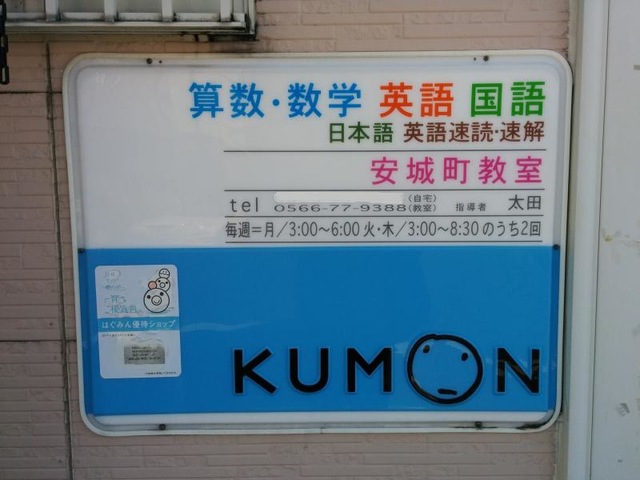 算数・数学 英語 国語
日本語 英語速読・速解
安城町教室
tel (自宅)
0566-77-9388(教室) 指導者 太田
毎週＝月／3:00～6:00 火・木／3:00～8:30のうち2回
はぐみん優待ショップ
KUMON